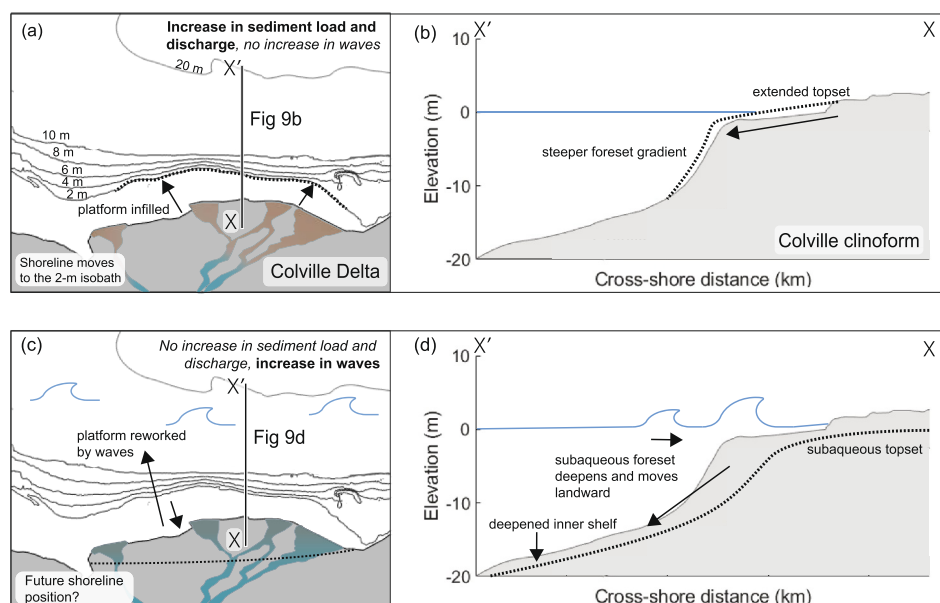 (a)
Increase in sediment load and
discharge, no increase in waves
20 m
X′
Fig 9b
10 m
8 m
6 m
4 m
2 m
platform infilled
X
Shoreline moves
to the 2-m isobath
Colville Delta
(b)
X′
X
10
0
-10
-20
Elevation (m)
extended topset
steeper foreset gradient
Colville clinoform
Cross-shore distance (km)
(c)
No increase in sediment load and
discharge, increase in waves
X′
Fig 9d
platform reworked
by waves
X
Future shoreline
position?
(d)
X′
X
10
0
-10
-20
Elevation (m)
subaqueous topset
subaqueous foreset
deepens and moves
landward
deepened inner shelf
Cross-shore distance (km)